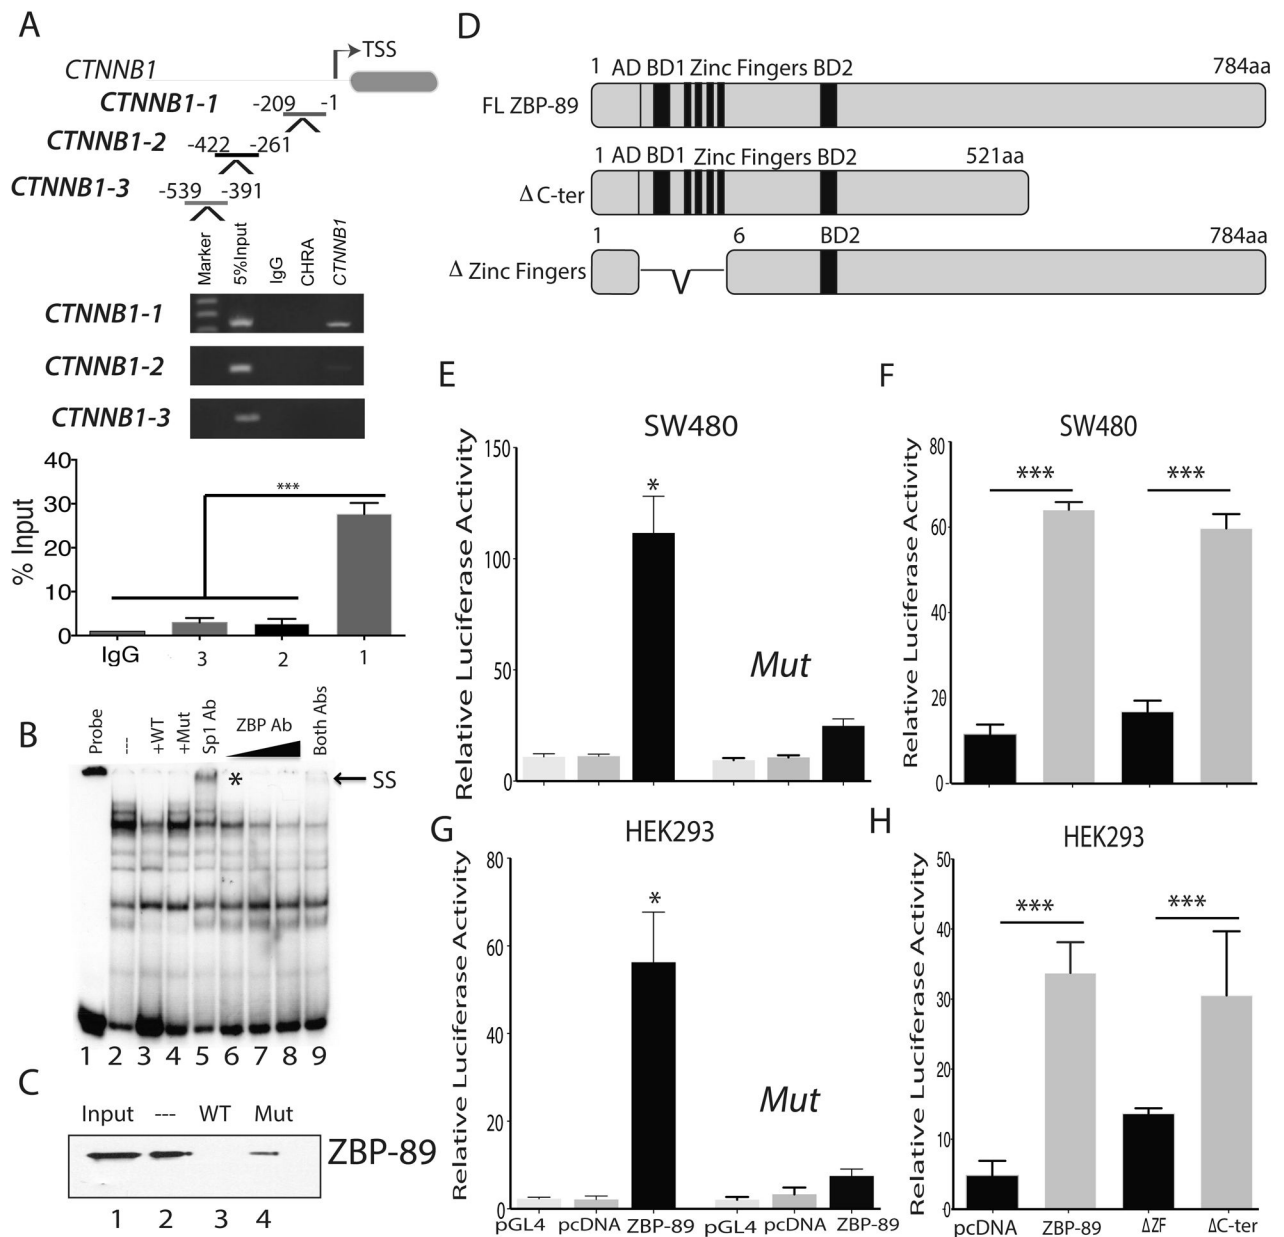 A
CTNNB1
TSS
CTNNB1-1
-209 -1
CTNNB1-2
-422 -261
CTNNB1-3
-539 -391
Marker
5%Input
IgG
CHRA
CTNNB1
CTNNB1-1
CTNNB1-2
CTNNB1-3
% Input
40
30
20
10
0
***
IgG 3 2 1
B
Probe
---
+WT
+Mut
Sp1 Ab
ZBP Ab
Both Abs
*
SS
1 2 3 4 5 6 7 8 9
C
Input --- WT Mut
ZBP-89
1 2 3 4
D
1 AD BD1 Zinc Fingers BD2 784aa
FL ZBP-89
1 AD BD1 Zinc Fingers BD2 521aa
Δ C-ter
1 6 BD2 784aa
Δ Zinc Fingers
E
SW480
Relative Luciferase Activity
150
100
50
0
*
Mut
F
SW480
Relative Luciferase Activity
80
60
40
20
0
*** ***
G
HEK293
Relative Luciferase Activity
80
60
40
20
0
*
Mut
pGL4 pcDNA ZBP-89 pGL4 pcDNA ZBP-89
H
HEK293
Relative Luciferase Activity
50
40
30
20
10
0
*** ***
pcDNA ZBP-89 ΔZF ΔC-ter